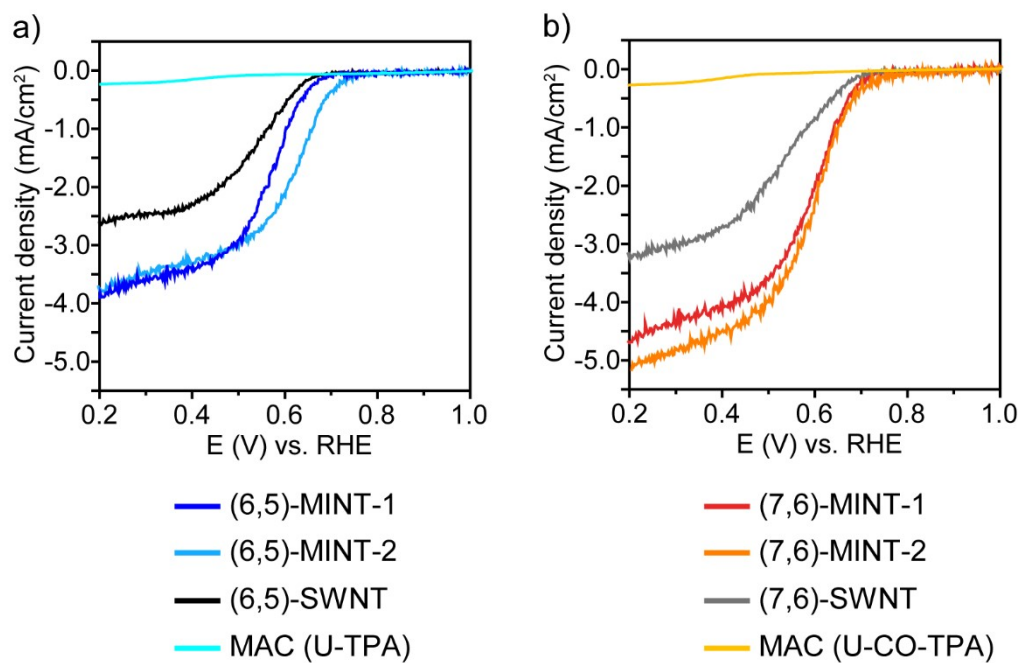 a)
Current density (mA/cm²)
0.0
-1.0
-2.0
-3.0
-4.0
-5.0
0.2 0.4 0.6 0.8 1.0
E (V) vs. RHE
(6,5)-MINT-1
(6,5)-MINT-2
(6,5)-SWNT
MAC (U-TPA)
b)
Current density (mA/cm²)
0.0
-1.0
-2.0
-3.0
-4.0
-5.0
0.2 0.4 0.6 0.8 1.0
E (V) vs. RHE
(7,6)-MINT-1
(7,6)-MINT-2
(7,6)-SWNT
MAC (U-CO-TPA)